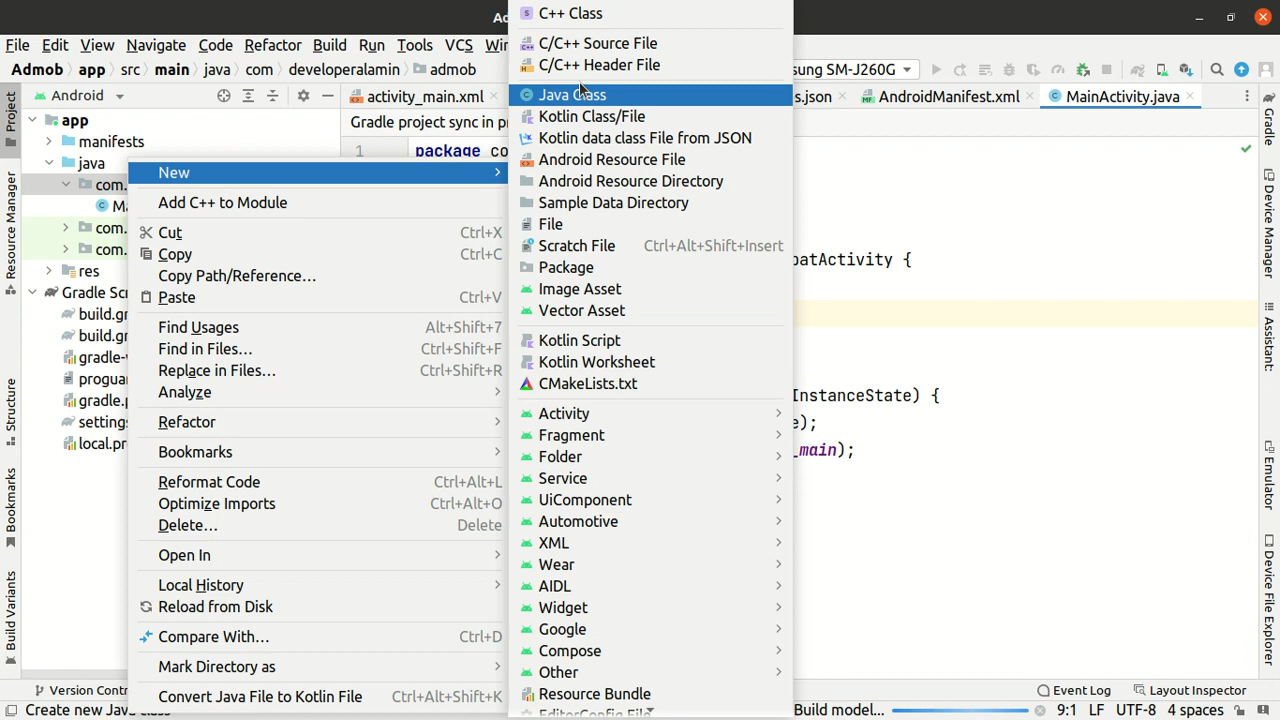 Ad
File Edit View Navigate Code Refactor Build Run Tools VCS Win
Admob app src main java com developeralamin admob
sung SM-J260G
Android
activity_main.xml
s.json
AndroidManifest.xml
MainActivity.java
Gradle project sync in pr
1 package co
app
manifests
java
com.
Ma
com.
com.
res
Gradle Scr
build.gr
build.gr
gradle-w
proguar
gradle.p
settings
local.pr
patActivity {
InstanceState) {
e);
_main);
New
Add C++ to Module
Cut Ctrl+X
Copy Ctrl+C
Copy Path/Reference…
Paste Ctrl+V
Find Usages Alt+Shift+7
Find in Files… Ctrl+Shift+F
Replace in Files… Ctrl+Shift+R
Analyze
Refactor
Bookmarks
Reformat Code Ctrl+Alt+L
Optimize Imports Ctrl+Alt+O
Delete… Delete
Open In
Local History
Reload from Disk
Compare With… Ctrl+D
Mark Directory as
Convert Java File to Kotlin File Ctrl+Alt+Shift+K
C++ Class
C/C++ Source File
C/C++ Header File
Java Class
Kotlin Class/File
Kotlin data class File from JSON
Android Resource File
Android Resource Directory
Sample Data Directory
File
Scratch File Ctrl+Alt+Shift+Insert
Package
Image Asset
Vector Asset
Kotlin Script
Kotlin Worksheet
CMakeLists.txt
Activity
Fragment
Folder
Service
UiComponent
Automotive
XML
Wear
AIDL
Widget
Google
Compose
Other
Resource Bundle
EditorConfig File
Project
Resource Manager
Structure
Bookmarks
Build Variants
Gradle
Device Manager
Assistant
Emulator
Device File Explorer
Version Contr
Event Log
Layout Inspector
Create new Java class
Build model…
9:1 LF UTF-8 4 spaces